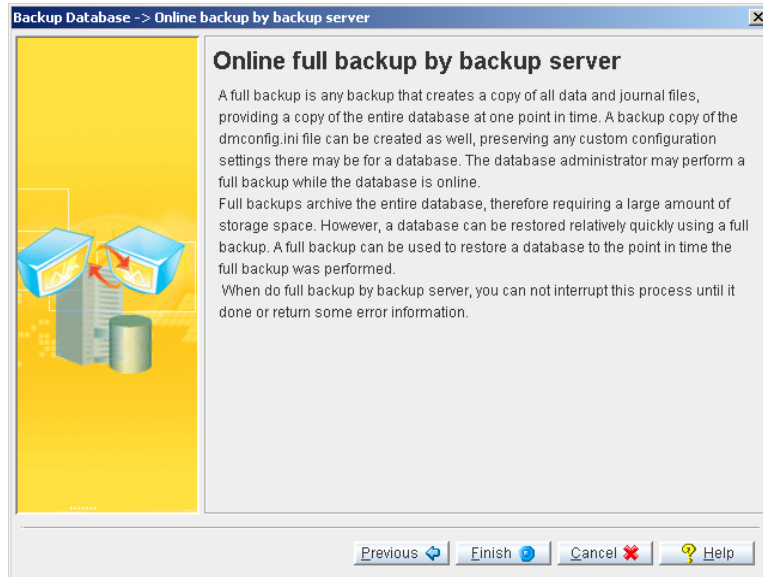 Backup Database -> Online backup by backup server
Online full backup by backup server
A full backup is any backup that creates a copy of all data and journal files,
providing a copy of the entire database at one point in time. A backup copy of the
dmconfig.ini file can be created as well, preserving any custom configuration
settings there may be for a database. The database administrator may perform a
full backup while the database is online.
Full backups archive the entire database, therefore requiring a large amount of
storage space. However, a database can be restored relatively quickly using a full
backup. A full backup can be used to restore a database to the point in time the
full backup was performed.
When do full backup by backup server, you can not interrupt this process until it
done or return some error information.
Previous Finish Cancel Help